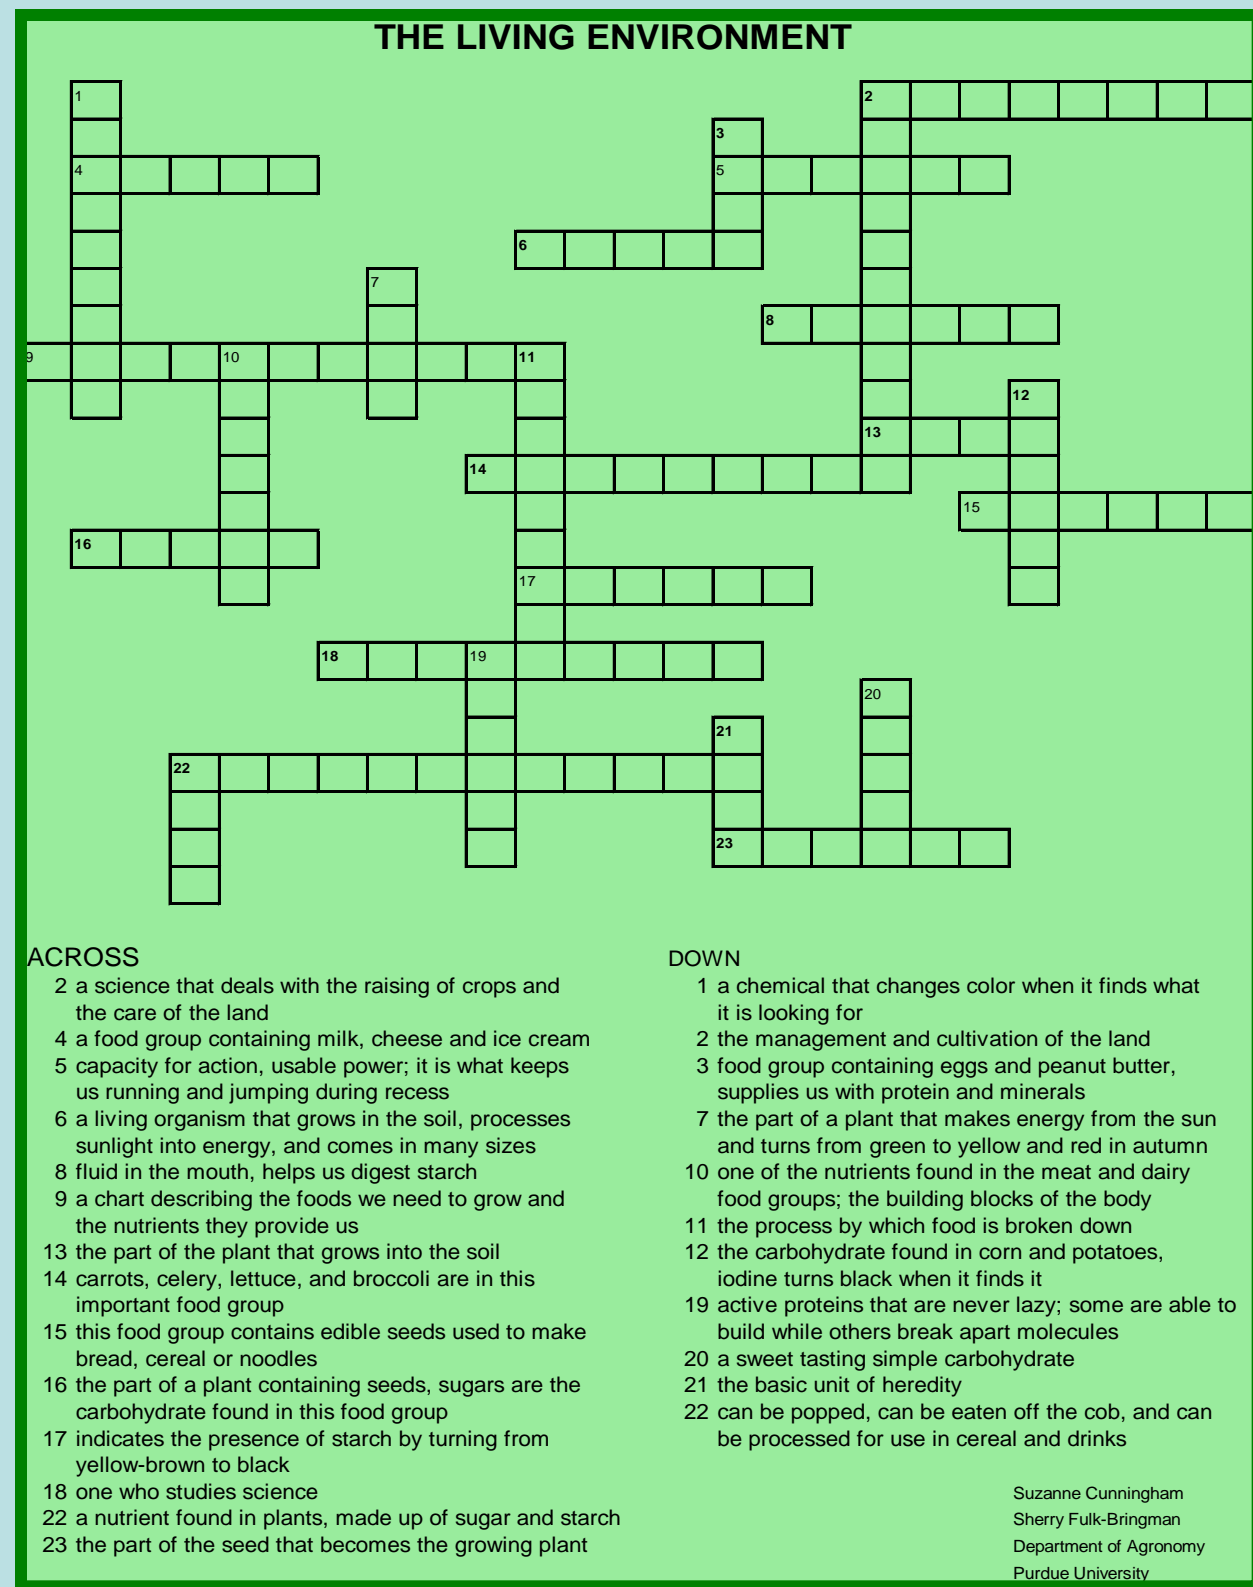 THE LIVING ENVIRONMENT
1
2
3
4
5
6
7
8
9
10
11
12
13
14
15
16
17
18
19
20
21
22
23
ACROSS
2 a science that deals with the raising of crops and
the care of the land
4 a food group containing milk, cheese and ice cream
5 capacity for action, usable power; it is what keeps
us running and jumping during recess
6 a living organism that grows in the soil, processes
sunlight into energy, and comes in many sizes
8 fluid in the mouth, helps us digest starch
9 a chart describing the foods we need to grow and
the nutrients they provide us
13 the part of the plant that grows into the soil
14 carrots, celery, lettuce, and broccoli are in this
important food group
15 this food group contains edible seeds used to make
bread, cereal or noodles
16 the part of a plant containing seeds, sugars are the
carbohydrate found in this food group
17 indicates the presence of starch by turning from
yellow-brown to black
18 one who studies science
22 a nutrient found in plants, made up of sugar and starch
23 the part of the seed that becomes the growing plant
DOWN
1 a chemical that changes color when it finds what
it is looking for
2 the management and cultivation of the land
3 food group containing eggs and peanut butter,
supplies us with protein and minerals
7 the part of a plant that makes energy from the sun
and turns from green to yellow and red in autumn
10 one of the nutrients found in the meat and dairy
food groups; the building blocks of the body
11 the process by which food is broken down
12 the carbohydrate found in corn and potatoes,
iodine turns black when it finds it
19 active proteins that are never lazy; some are able to
build while others break apart molecules
20 a sweet tasting simple carbohydrate
21 the basic unit of heredity
22 can be popped, can be eaten off the cob, and can
be processed for use in cereal and drinks
Suzanne Cunningham
Sherry Fulk-Bringman
Department of Agronomy
Purdue University